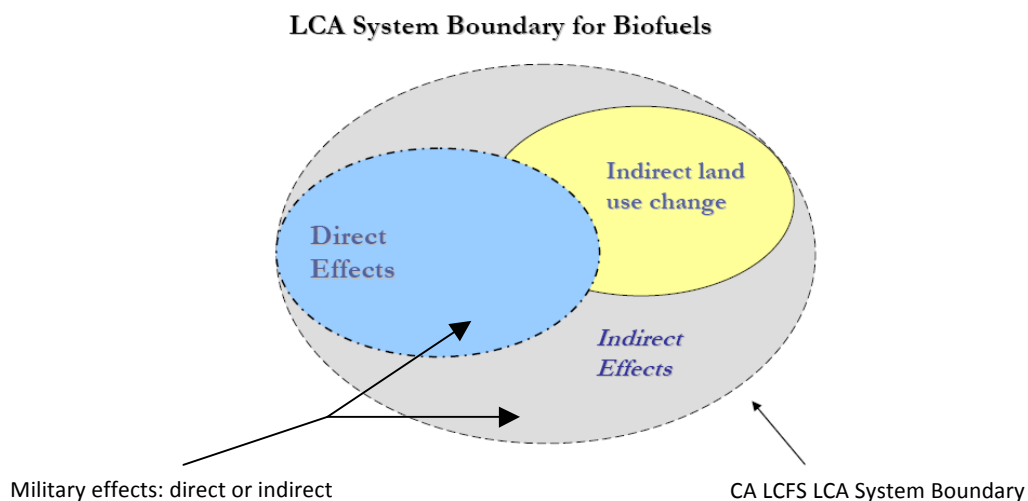 LCA System Boundary for Biofuels
Indirect land
use change
Direct
Effects
Indirect
Effects
Military effects: direct or indirect
CA LCFS LCA System Boundary